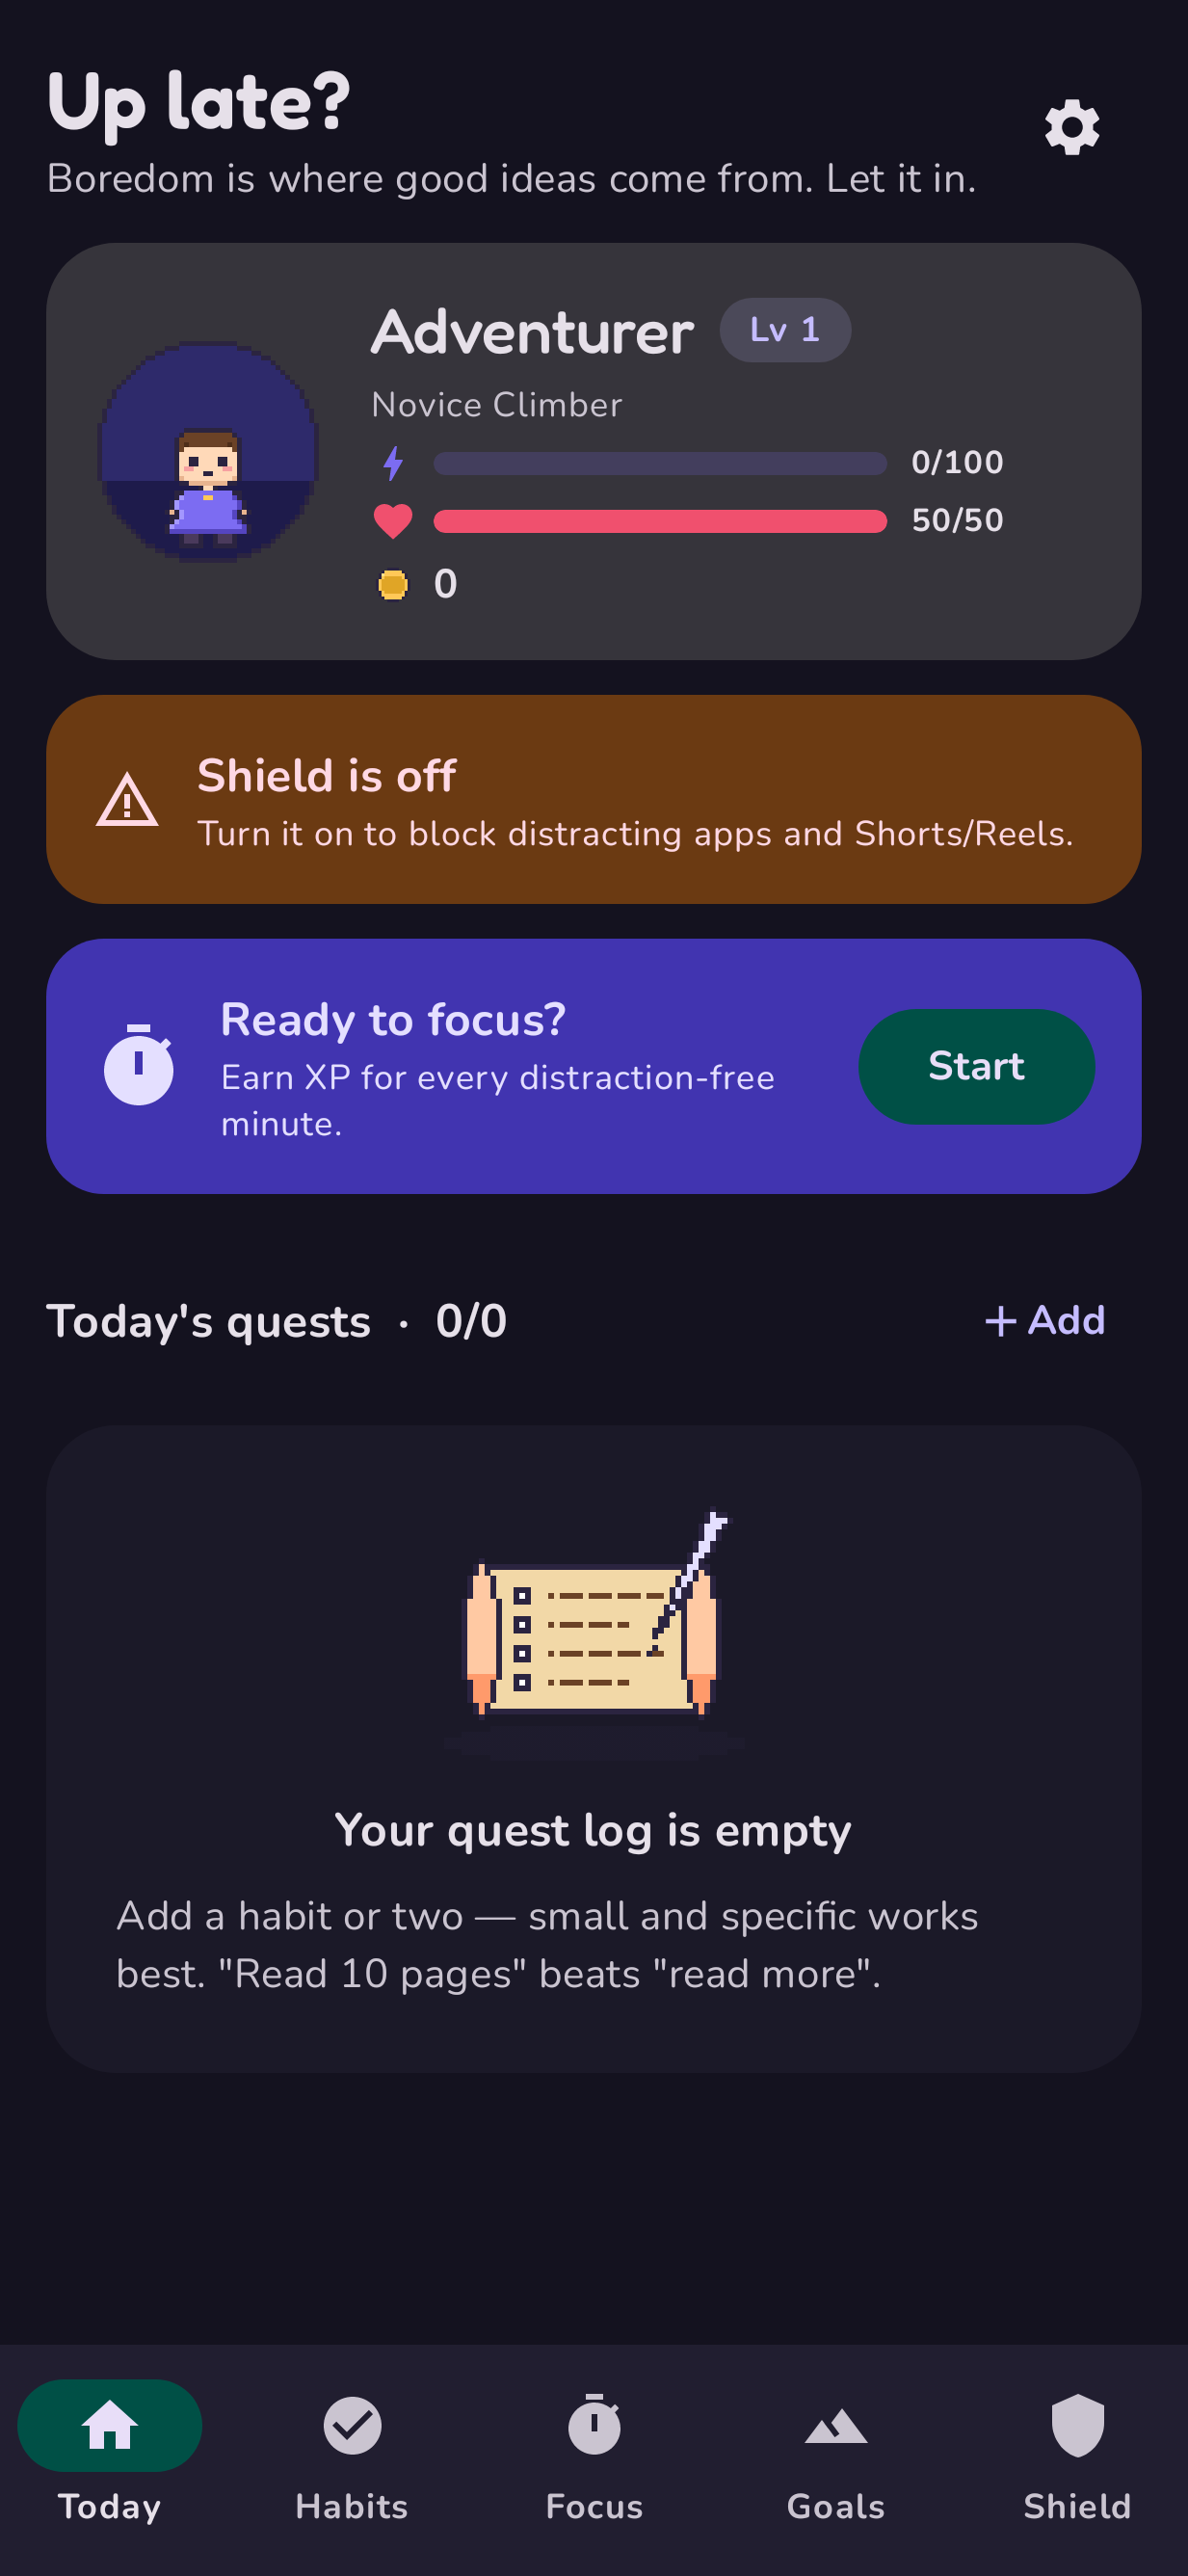 Up late?
Boredom is where good ideas come from. Let it in.
Adventurer
Lv 1
Novice Climber
0/100
50/50
0
Shield is off
Turn it on to block distracting apps and Shorts/Reels.
Ready to focus?
Earn XP for every distraction-free
minute.
Start
Today's quests · 0/0
+ Add
Your quest log is empty
Add a habit or two — small and specific works
best. "Read 10 pages" beats "read more".
Today
Habits
Focus
Goals
Shield